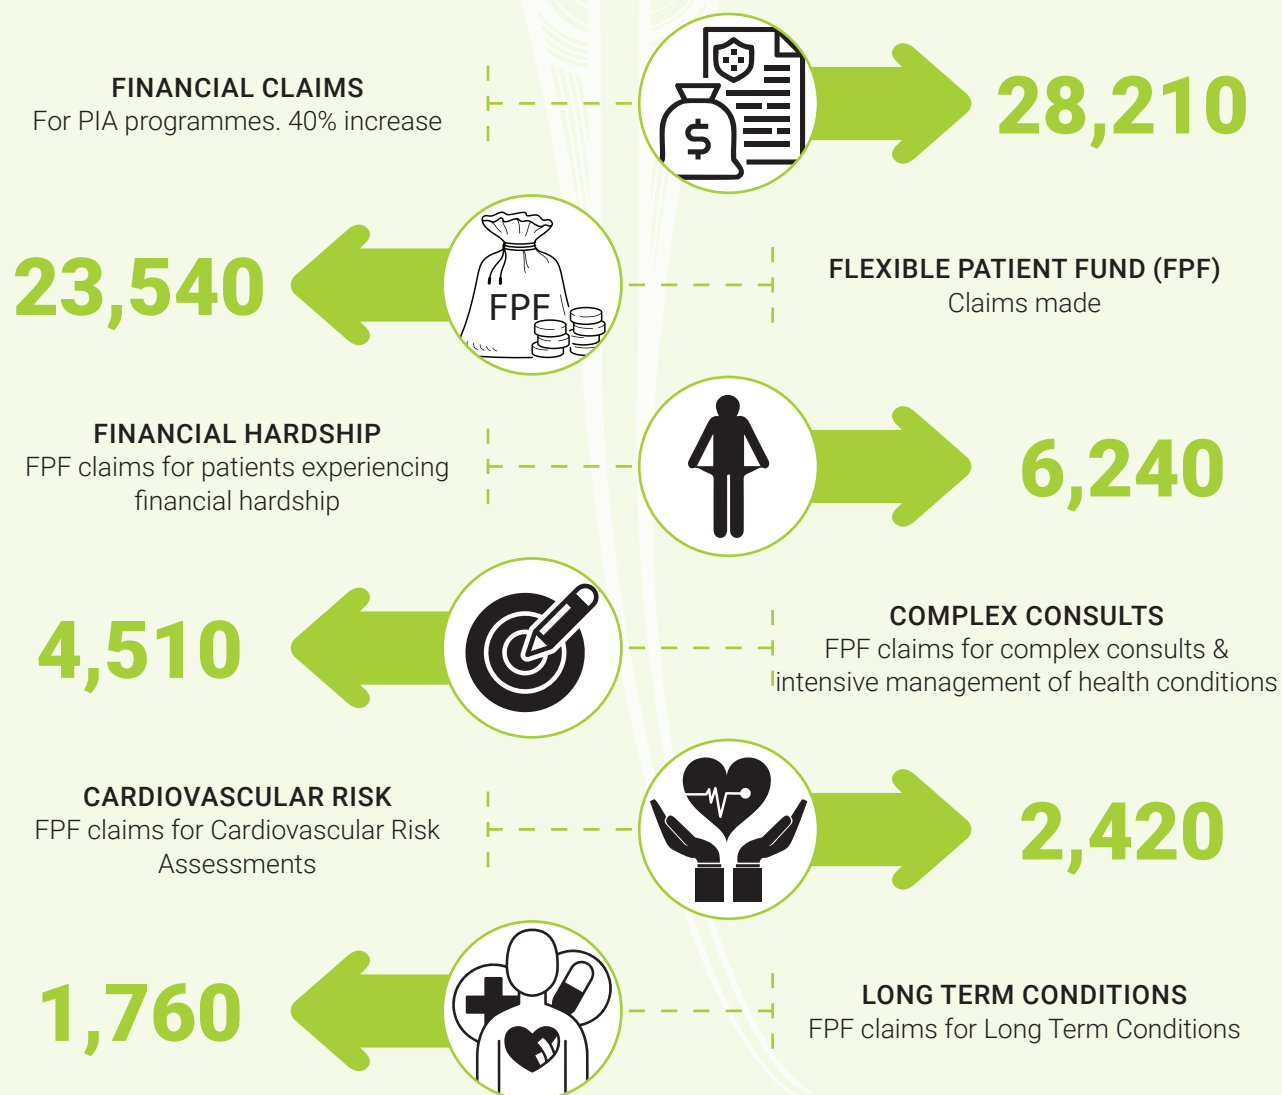 FINANCIAL CLAIMS
For PIA programmes. 40% increase
$
28,210
23,540
FPF
FLEXIBLE PATIENT FUND (FPF)
Claims made
FINANCIAL HARDSHIP
FPF claims for patients experiencing
financial hardship
6,240
4,510
COMPLEX CONSULTS
FPF claims for complex consults &
intensive management of health conditions
CARDIOVASCULAR RISK
FPF claims for Cardiovascular Risk
Assessments
2,420
1,760
LONG TERM CONDITIONS
FPF claims for Long Term Conditions